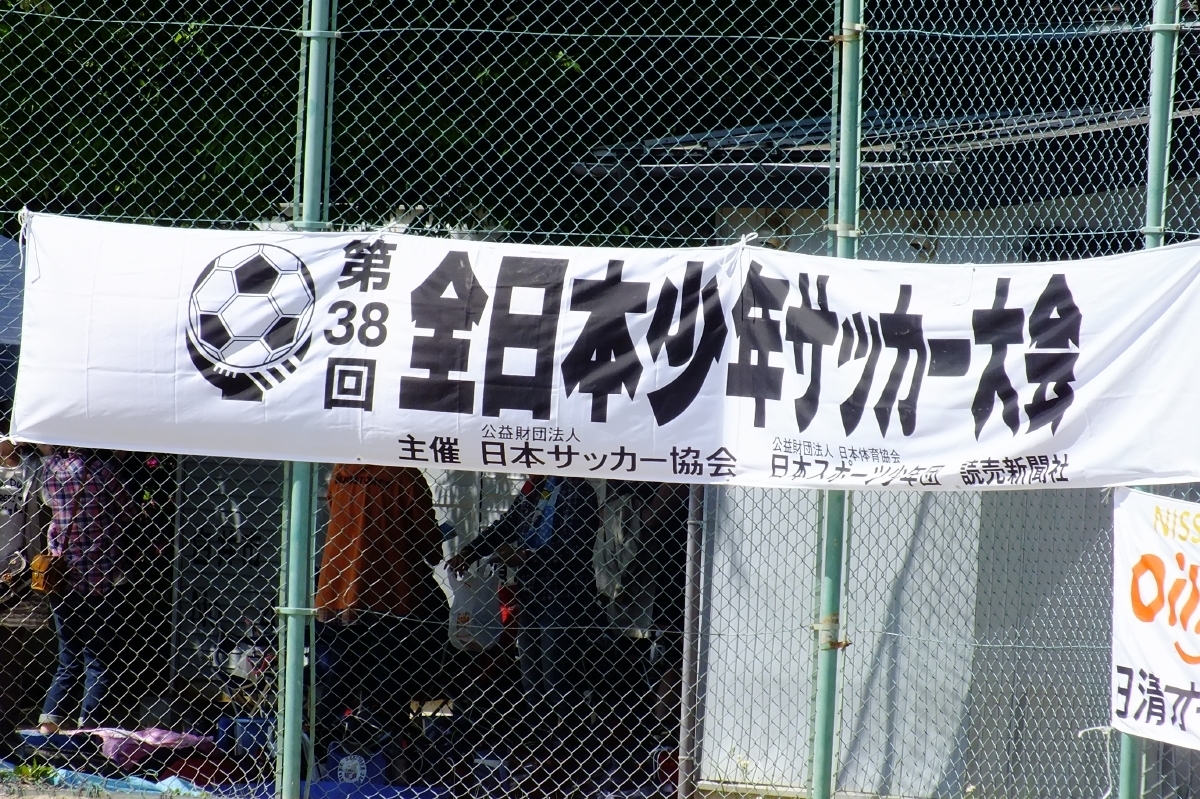 第
38
回
全日本少年サッカー大会
主催 公益財団法人 日本サッカー協会
公益財団法人 日本体育協会
日本スポーツ少年団 読売新聞社
日清オ